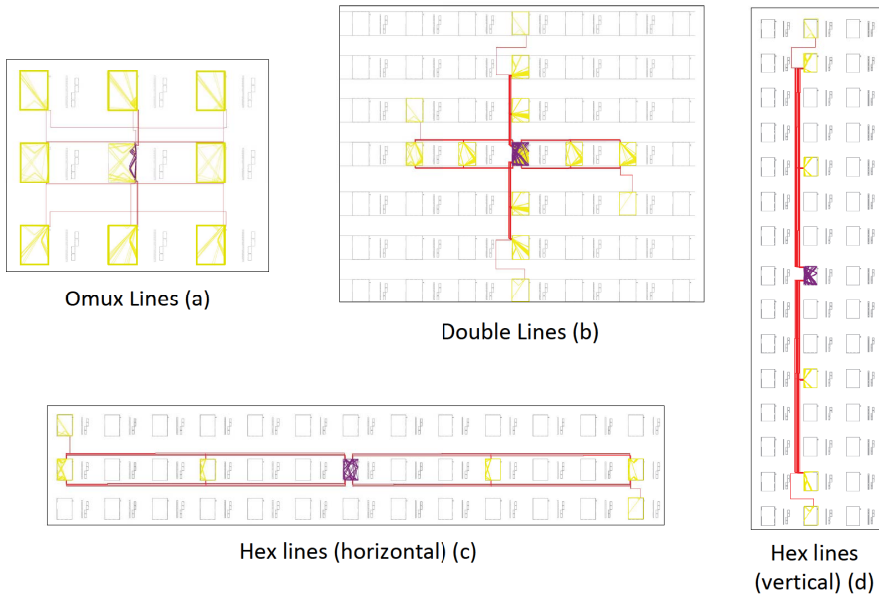 Omux Lines (a)
Double Lines (b)
Hex lines (horizontal) (c)
Hex lines
(vertical) (d)